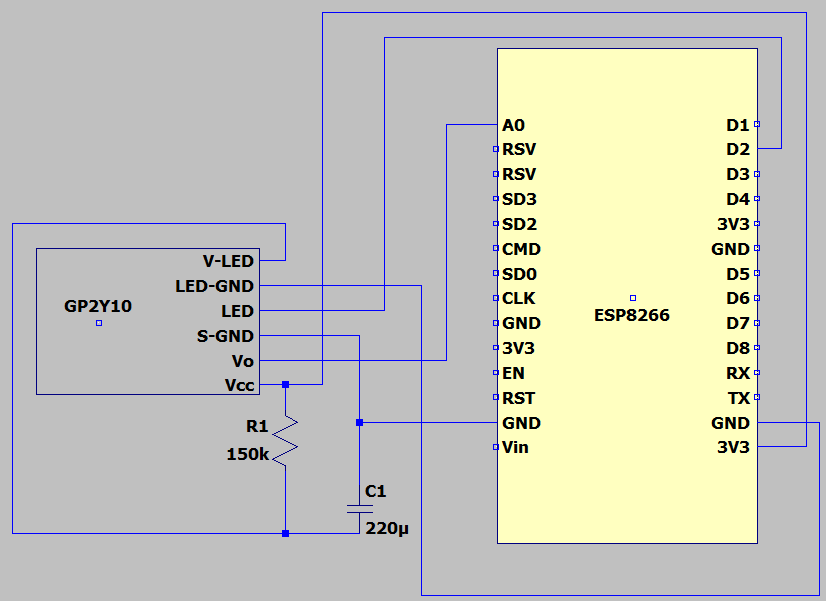 GP2Y10
V-LED
LED-GND
LED
S-GND
Vo
Vcc
R1
150k
C1
220µ
A0
RSV
RSV
SD3
SD2
CMD
SD0
CLK
GND
3V3
EN
RST
GND
Vin
ESP8266
D1
D2
D3
D4
3V3
GND
D5
D6
D7
D8
RX
TX
GND
3V3